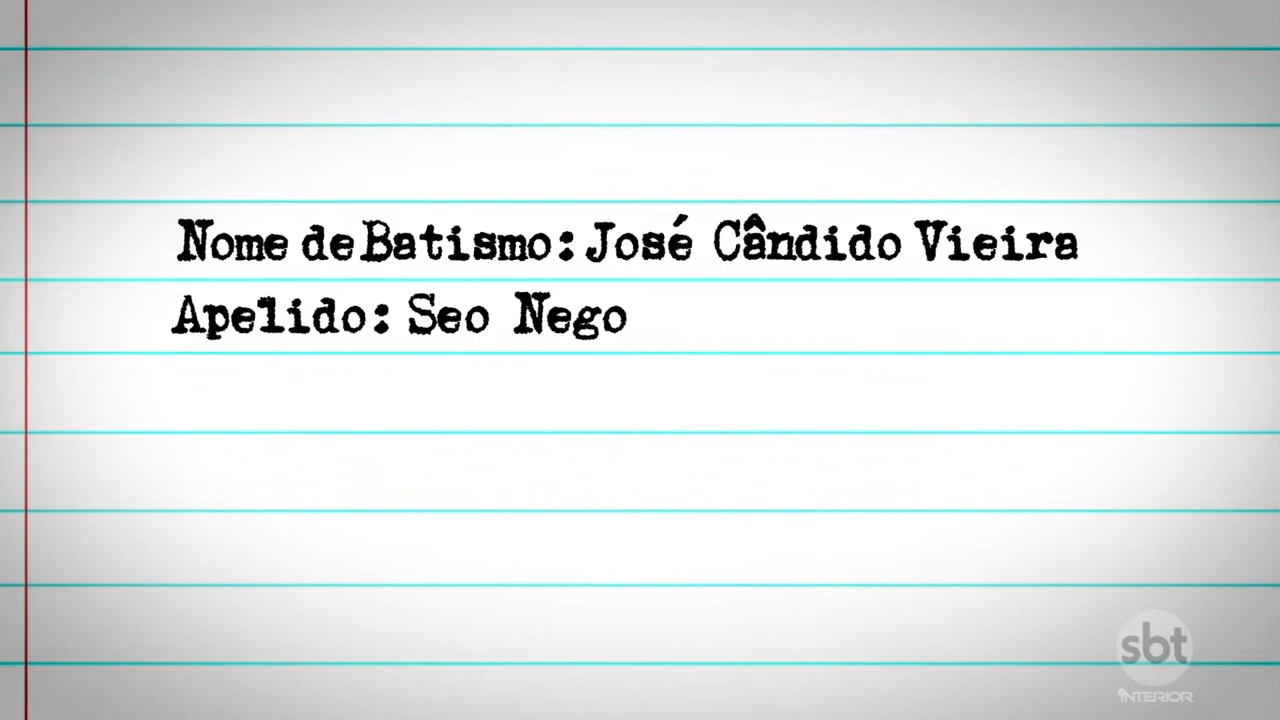 Nome de Batismo: José Cândido Vieira
Apelido: Seo Nego
sbt
INTERIOR